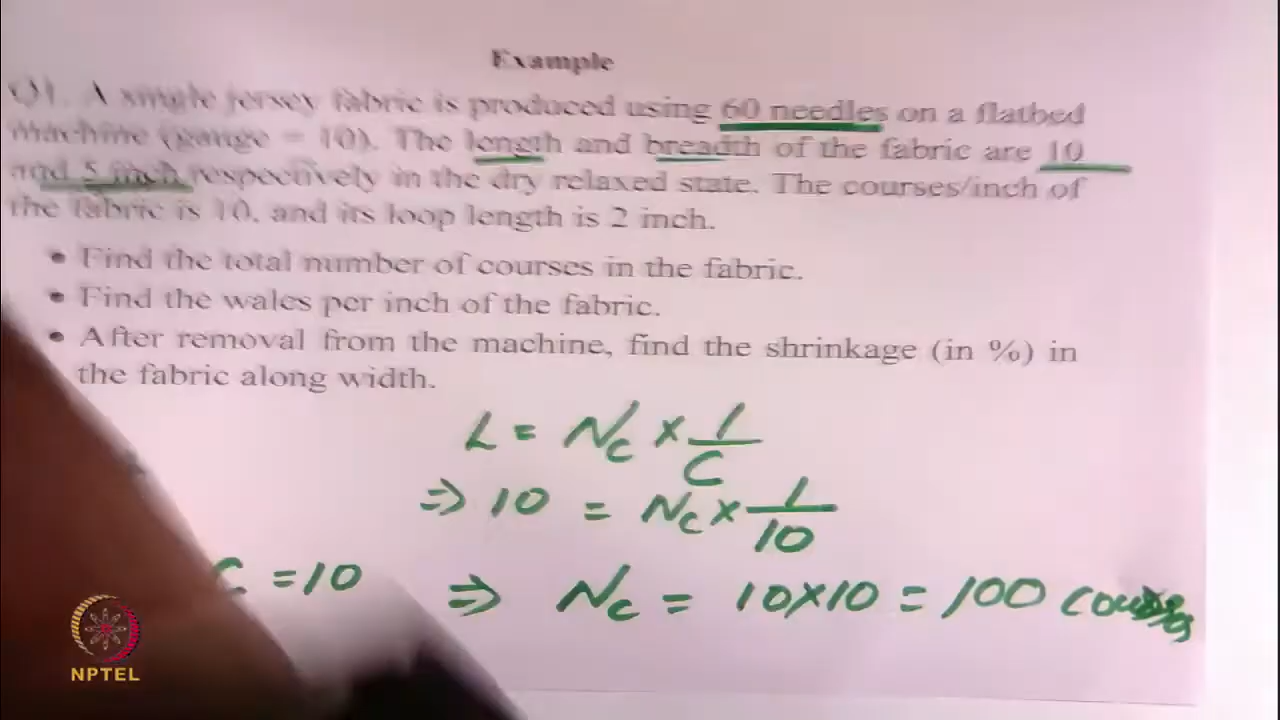 Example
Q1. A single jersey fabric is produced using 60 needles on a flatbed
machine (gauge = 10). The length and breadth of the fabric are 10
and 5 inch respectively in the dry relaxed state. The courses/inch of
the fabric is 10, and its loop length is 2 inch.
• Find the total number of courses in the fabric.
• Find the wales per inch of the fabric.
• After removal from the machine, find the shrinkage (in %) in
the fabric along width.
L = Nc × 1/C
⇒ 10 = Nc × 1/10
C = 10 ⇒ Nc = 10×10 = 100 courses
NPTEL